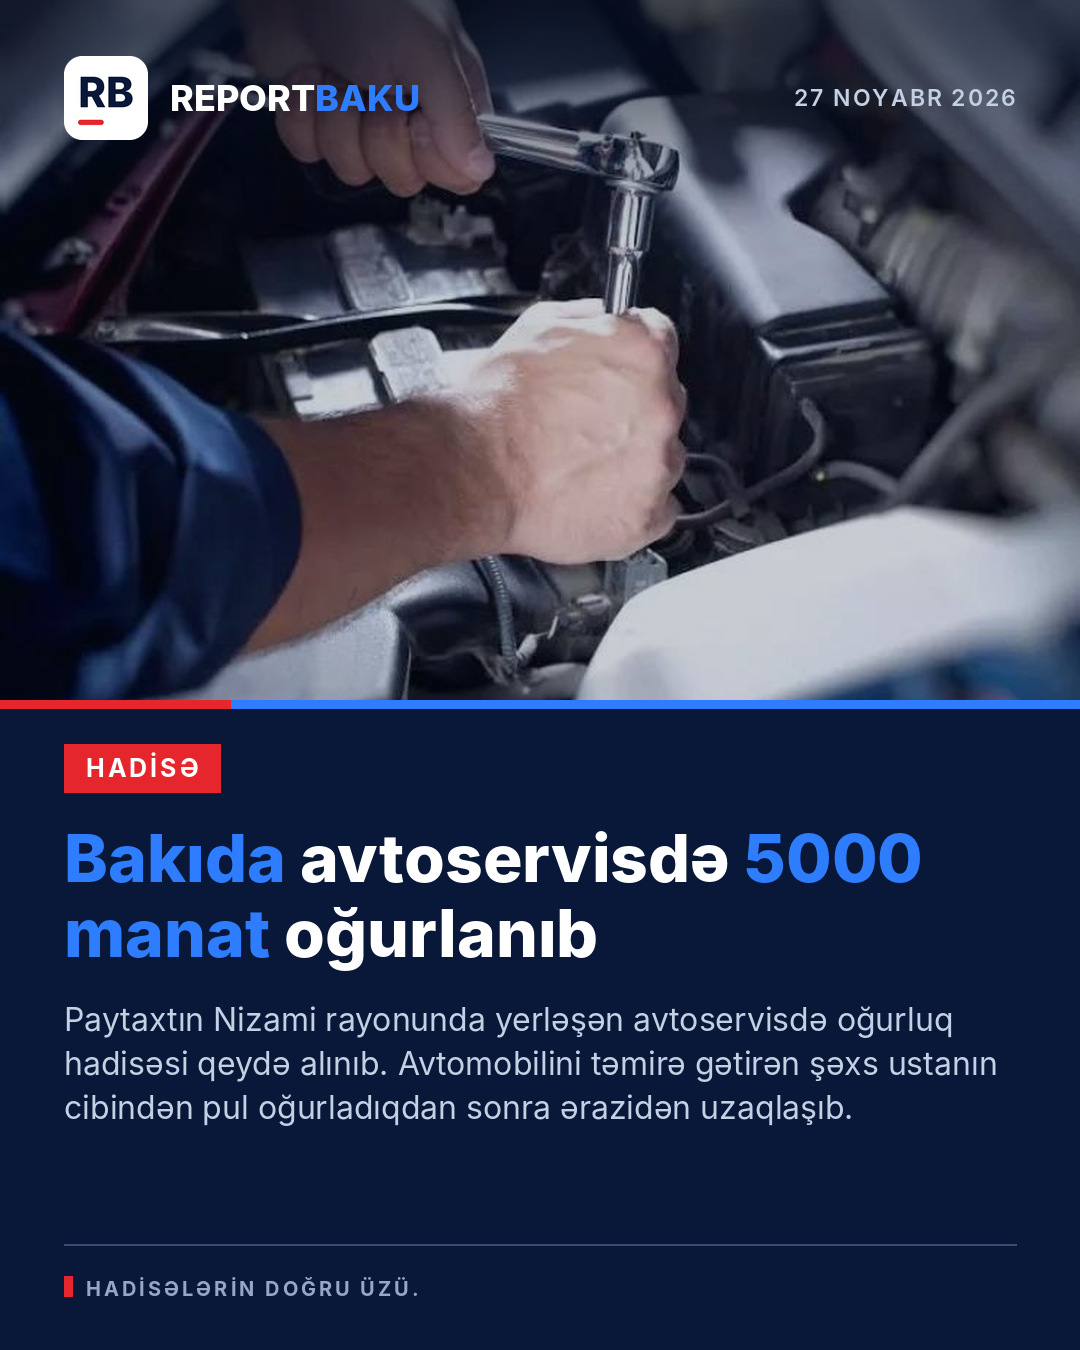 RB
REPORTBAKU
27 NOYABR 2026
HADİSƏ
Bakıda avtoservisdə 5000
manat oğurlanıb
Paytaxtın Nizami rayonunda yerləşən avtoservisdə oğurluq
hadisəsi qeydə alınıb. Avtomobilini təmirə gətirən şəxs ustanın
cibindən pul oğurladıqdan sonra ərazidən uzaqlaşıb.
HADİSƏLƏRİN DOĞRU ÜZÜ.